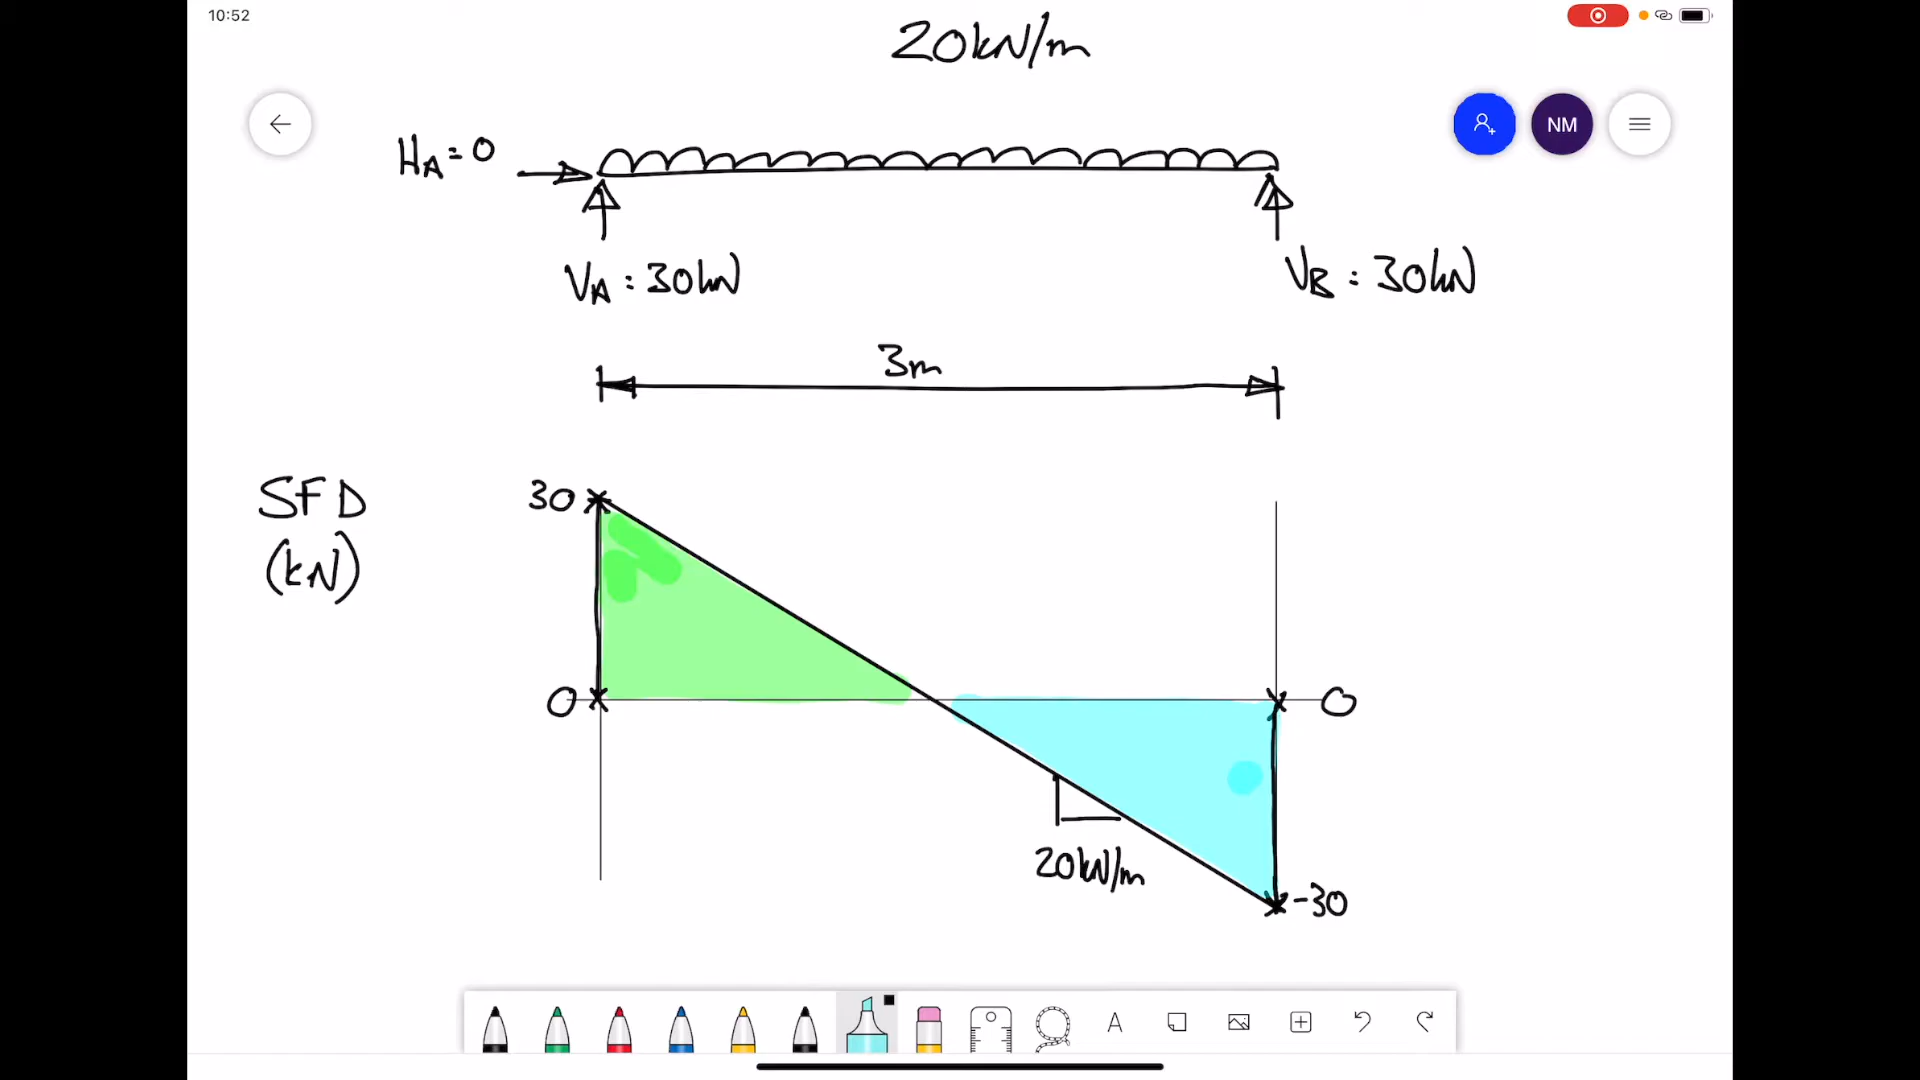 10:52
20kN/m
NM
HA=0
VA:30kN
VB:30kN
3m
SFD
(kN)
30
0
0
20kN/m
-30
A